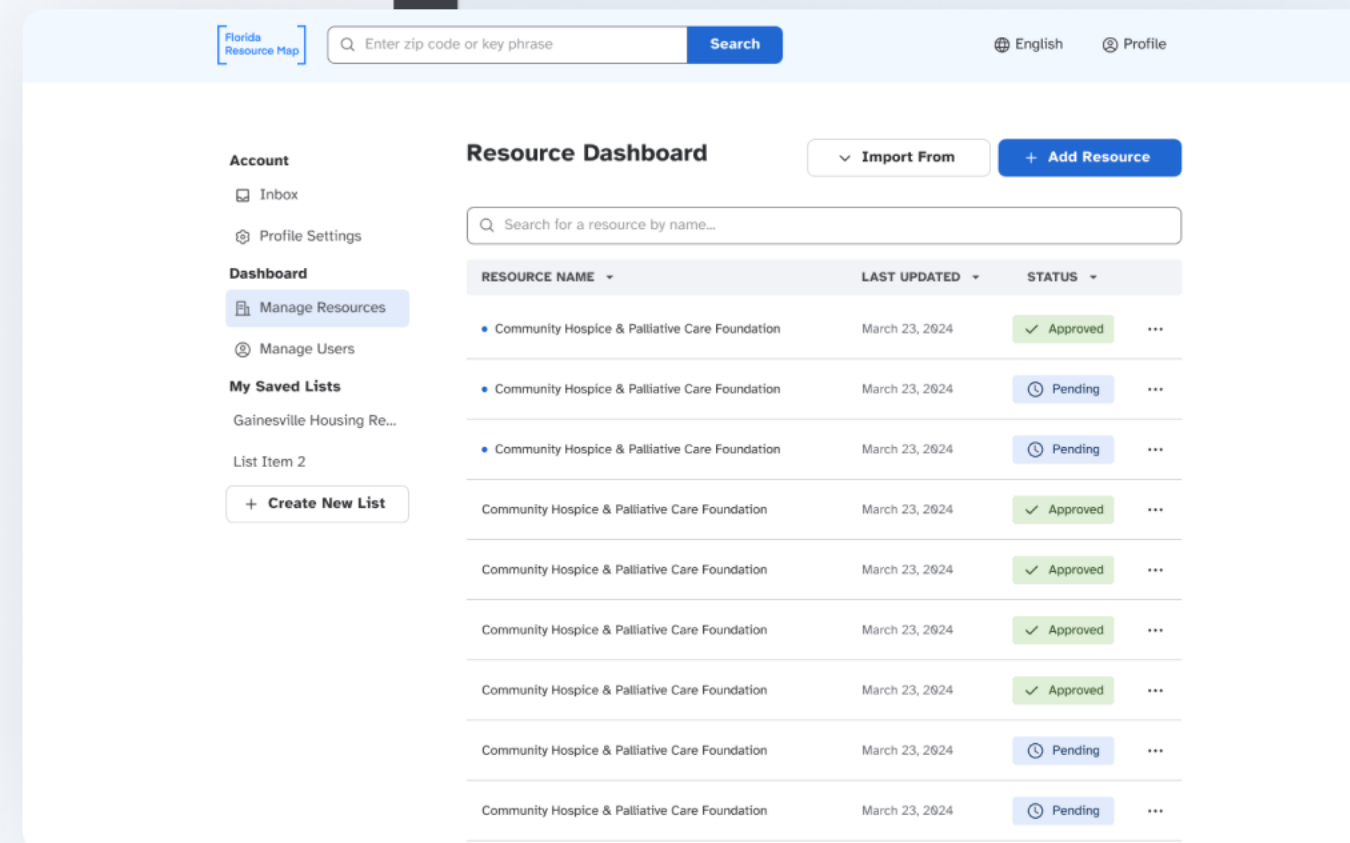 Florida
Resource Map
Enter zip code or key phrase
Search
English
Profile
Account
Inbox
Profile Settings
Dashboard
Manage Resources
Manage Users
My Saved Lists
Gainesville Housing Re...
List Item 2
+ Create New List
Resource Dashboard
Import From
+ Add Resource
Search for a resource by name...
RESOURCE NAME LAST UPDATED STATUS
Community Hospice & Palliative Care Foundation March 23, 2024 Approved
Community Hospice & Palliative Care Foundation March 23, 2024 Pending
Community Hospice & Palliative Care Foundation March 23, 2024 Pending
Community Hospice & Palliative Care Foundation March 23, 2024 Approved
Community Hospice & Palliative Care Foundation March 23, 2024 Approved
Community Hospice & Palliative Care Foundation March 23, 2024 Approved
Community Hospice & Palliative Care Foundation March 23, 2024 Approved
Community Hospice & Palliative Care Foundation March 23, 2024 Pending
Community Hospice & Palliative Care Foundation March 23, 2024 Pending